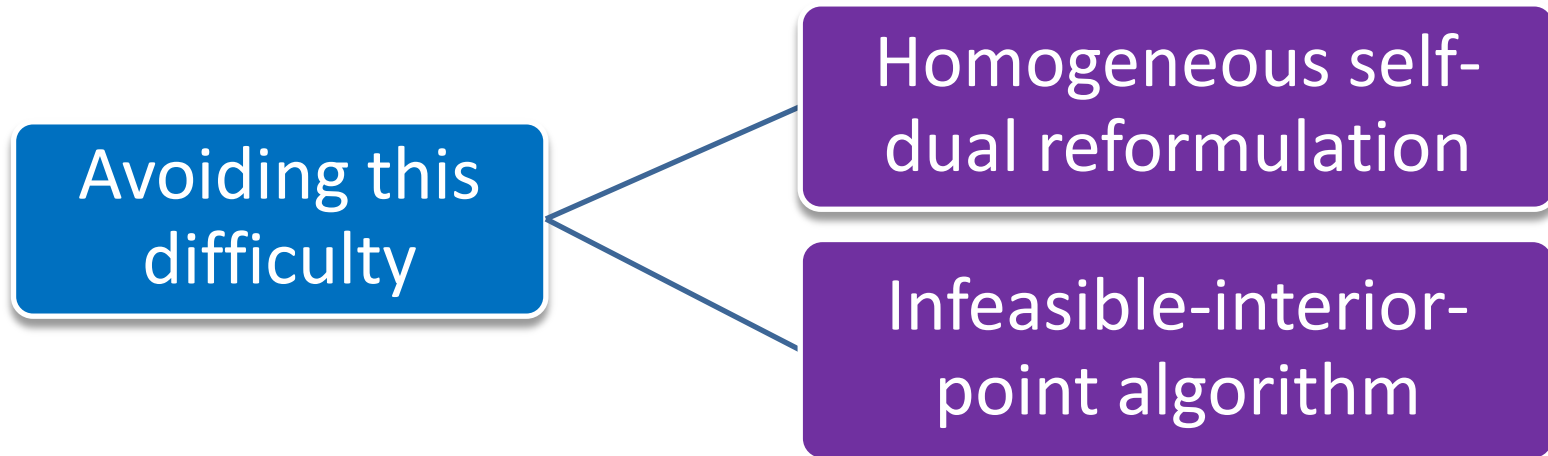 Avoiding this
difficulty
Homogeneous self-
dual reformulation
Infeasible-interior-
point algorithm